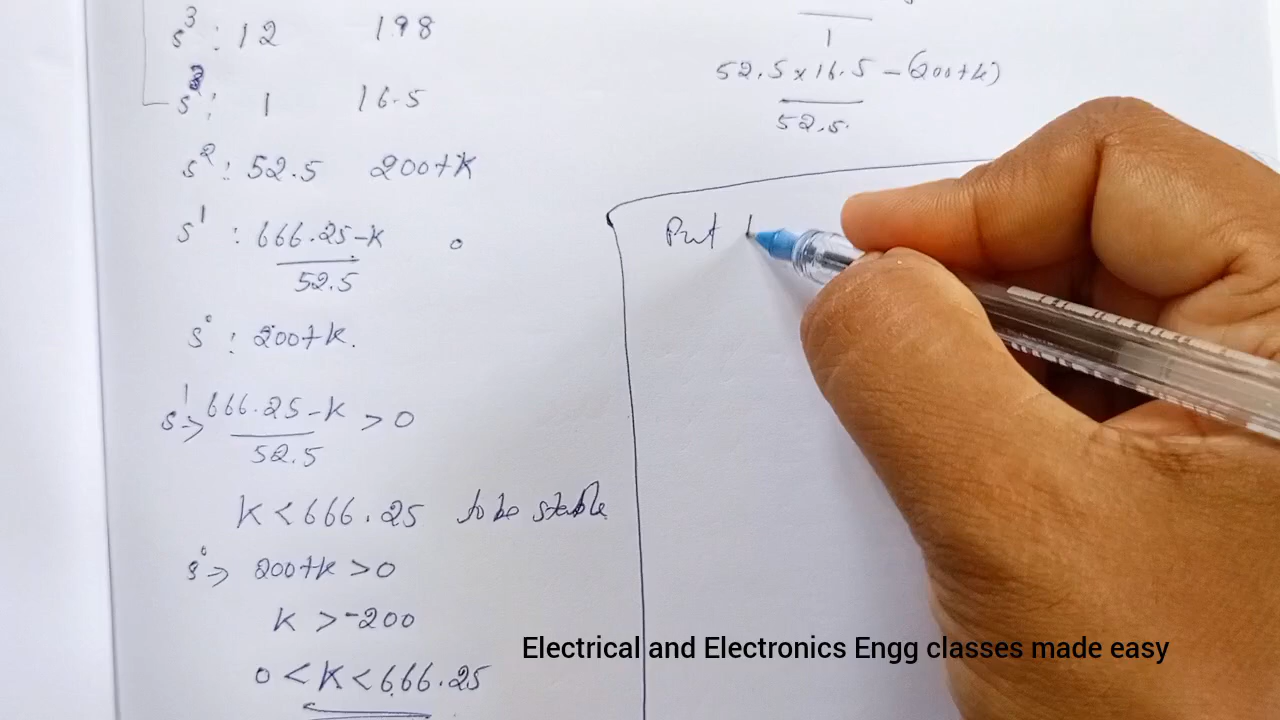 s³ : 12 198
s : 1 16.5
s² : 52.5 200+K
s¹ : 666.25-K 0
52.5
s⁰ : 200+K.
s¹ => 666.25-K > 0
52.5
K < 666.25 to be stable
s⁰ => 200+K > 0
K > -200
0 < K < 666.25
1
52.5 x 16.5 - (200+K)
52.5.
Put
Electrical and Electronics Engg classes made easy